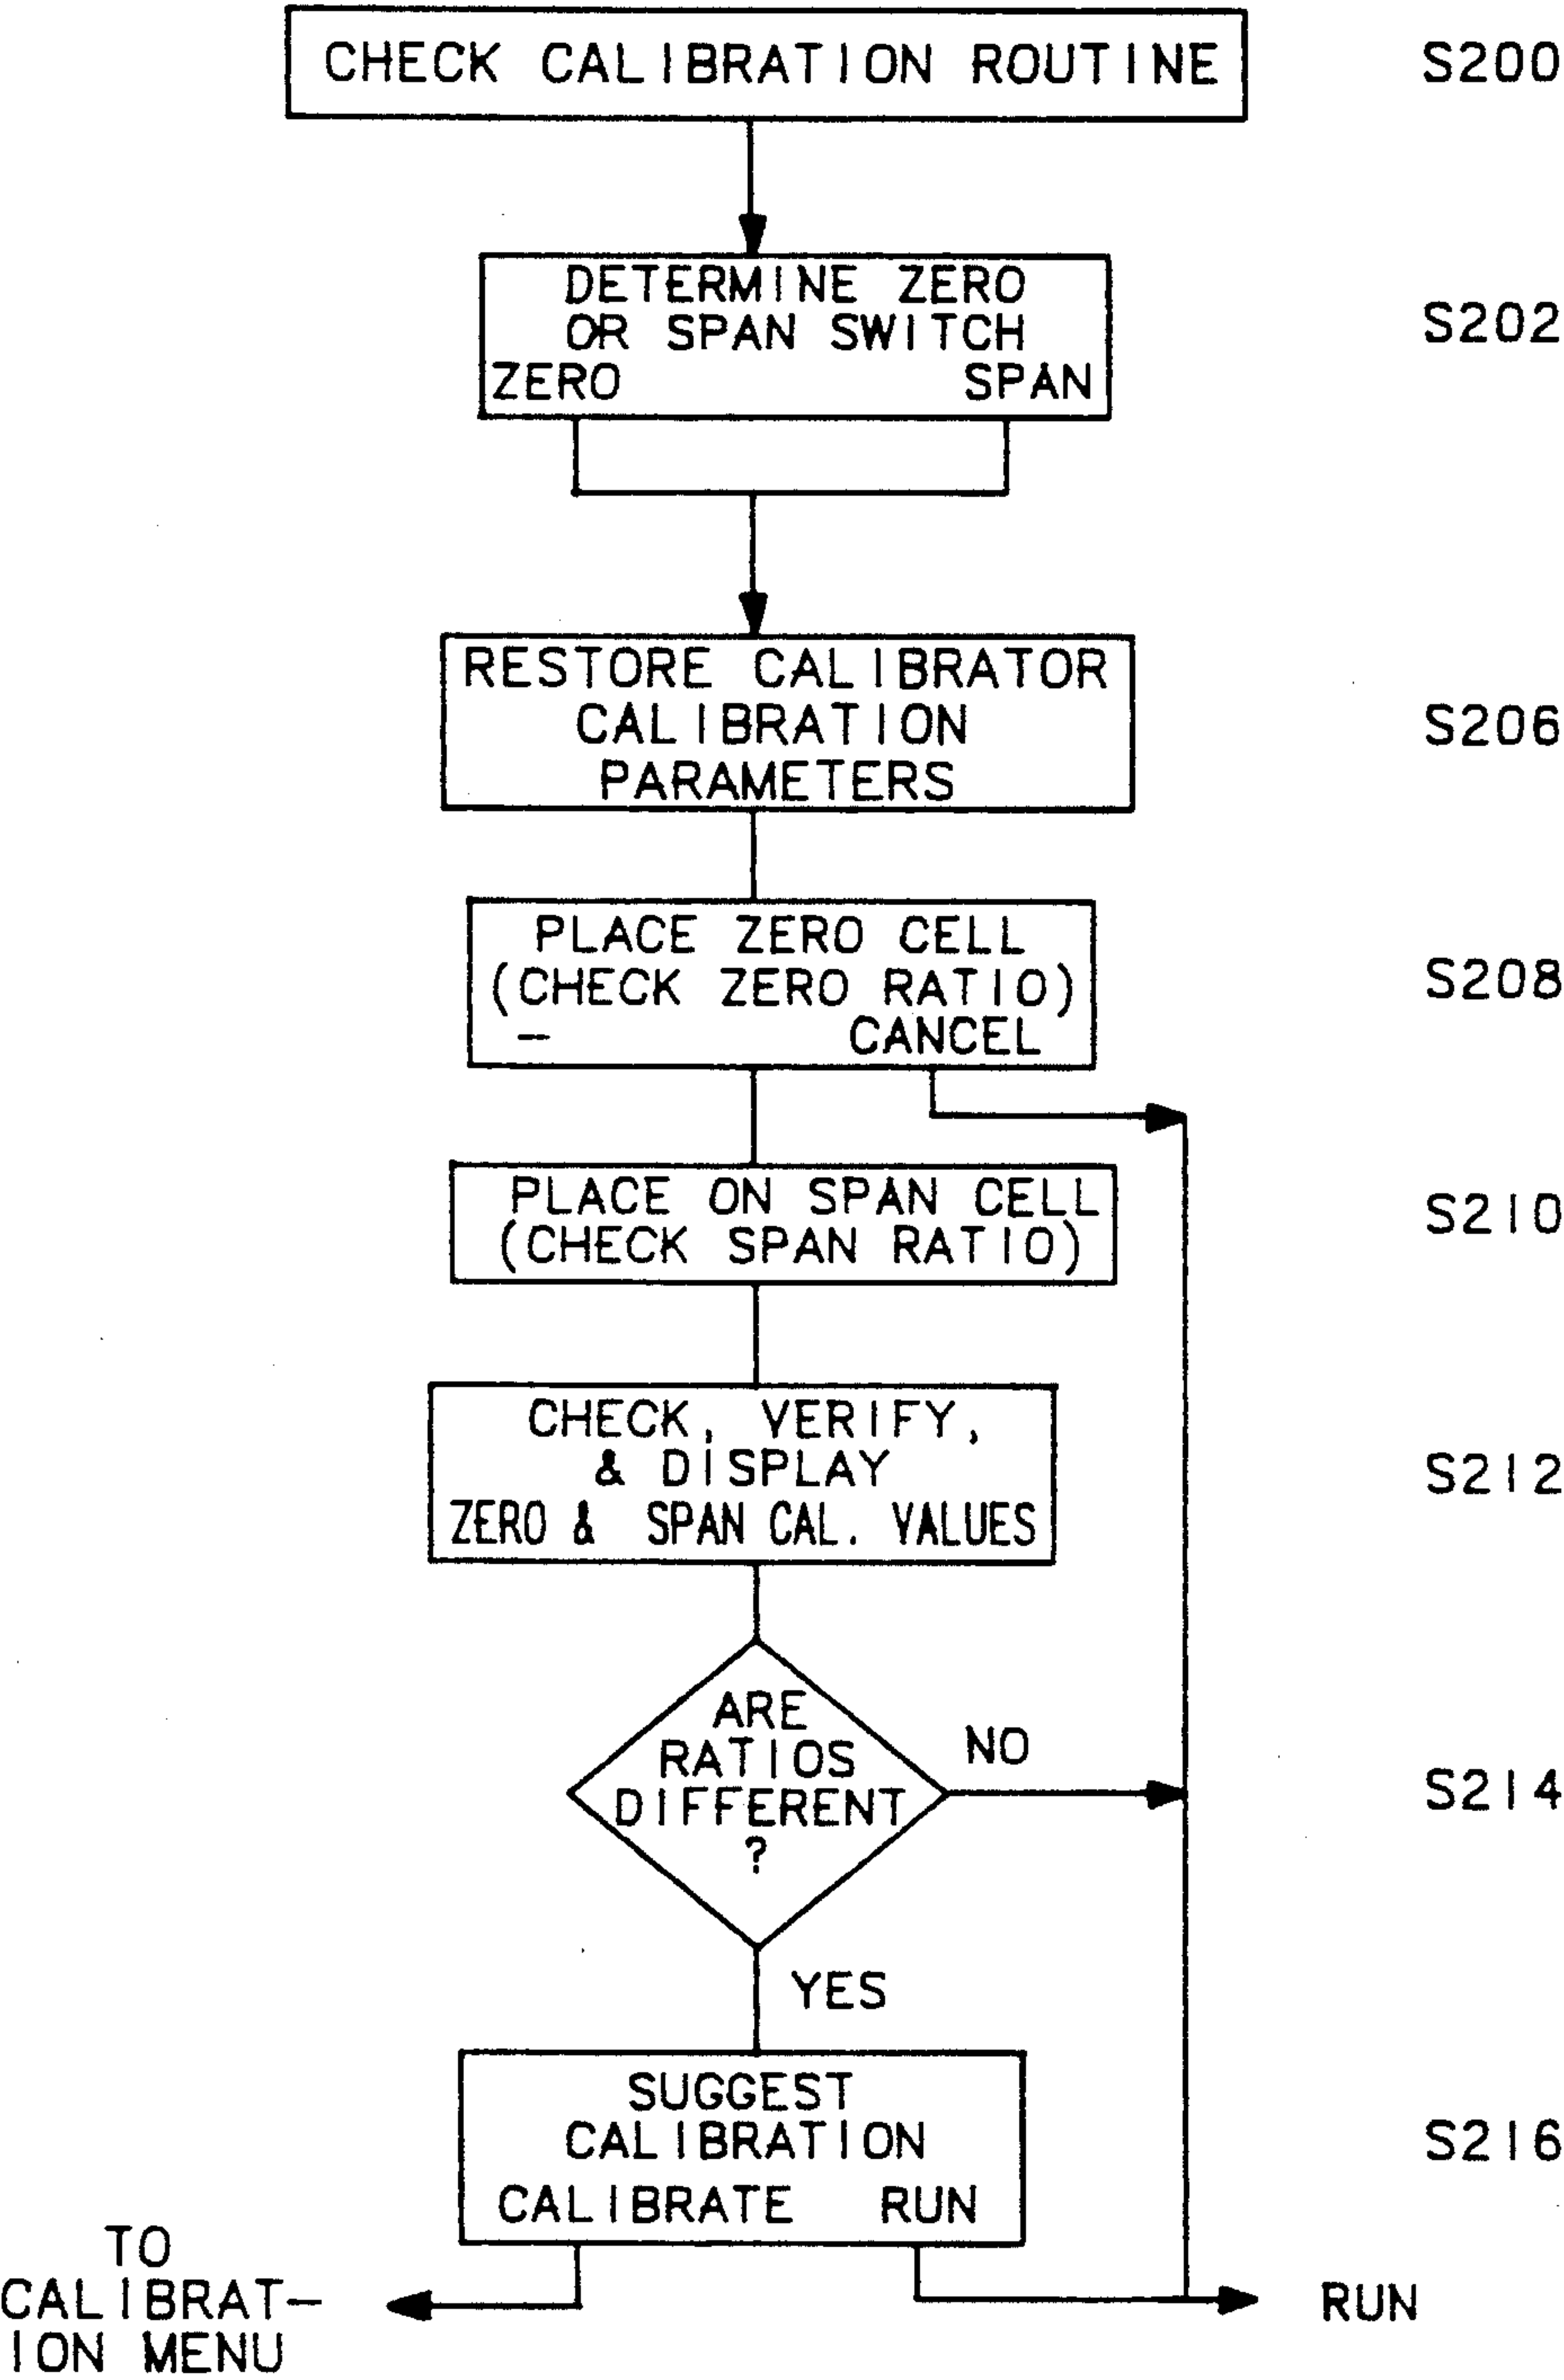 CHECK CALIBRATION ROUTINE
S200
DETERMINE ZERO
OR SPAN SWITCH
ZERO SPAN
S202
RESTORE CALIBRATOR
CALIBRATION
PARAMETERS
S206
PLACE ZERO CELL
(CHECK ZERO RATIO)
– CANCEL
S208
PLACE ON SPAN CELL
(CHECK SPAN RATIO)
S210
CHECK, VERIFY,
& DISPLAY
ZERO & SPAN CAL. VALUES
S212
ARE
RATIOS
DIFFERENT
?
NO
S214
YES
SUGGEST
CALIBRATION
CALIBRATE RUN
S216
TO
CALIBRAT-
ION MENU
RUN